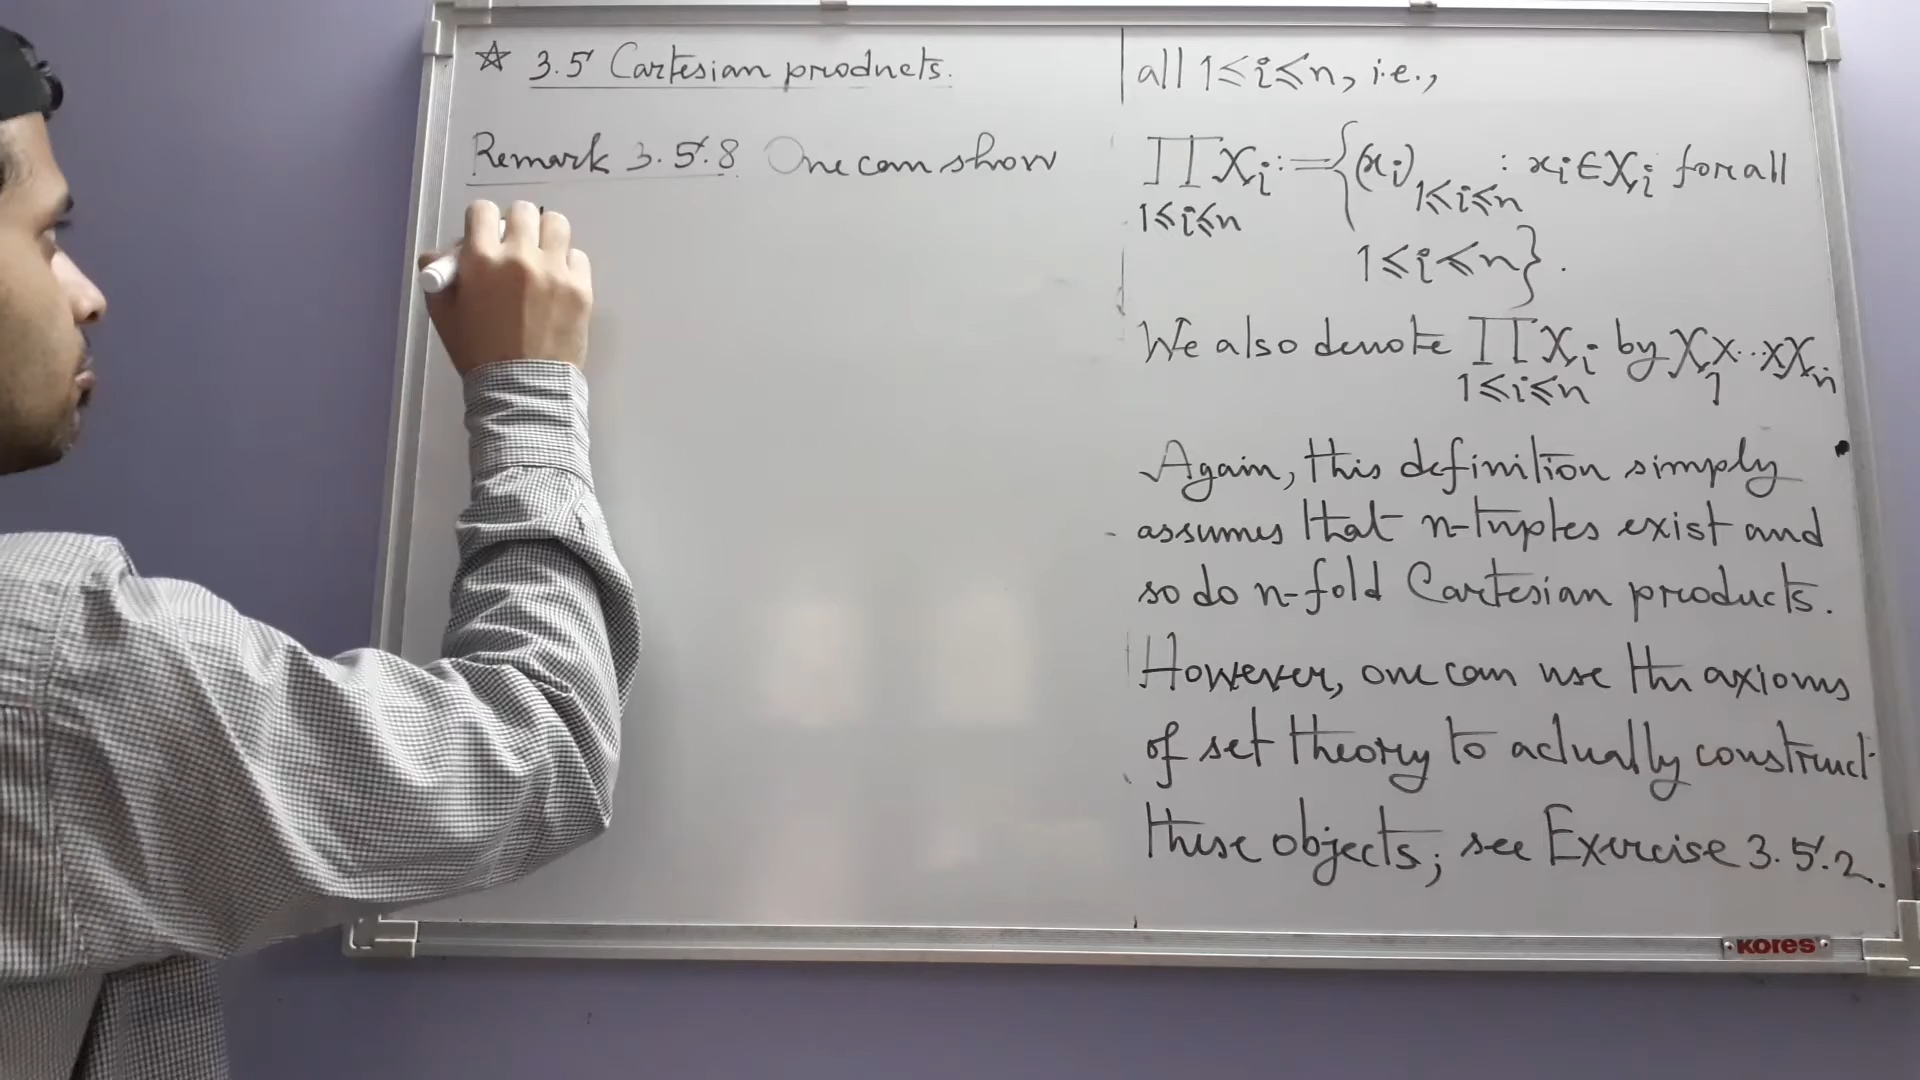 ☆ 3.5 Cartesian products.
Remark 3.5.8 One can show
all 1≤i≤n, i.e.,
∏ Xᵢ := {(xᵢ)
1≤i≤n : xᵢ∈Xᵢ for all
1≤i≤n
1≤i≤n}.
We also denote ∏ Xᵢ by X₁×...×Xₙ
1≤i≤n
Again, this definition simply
assumes that n-tuples exist and
so do n-fold Cartesian products.
However, one can use the axioms
of set theory to actually construct
these objects; see Exercise 3.5.2.
kores